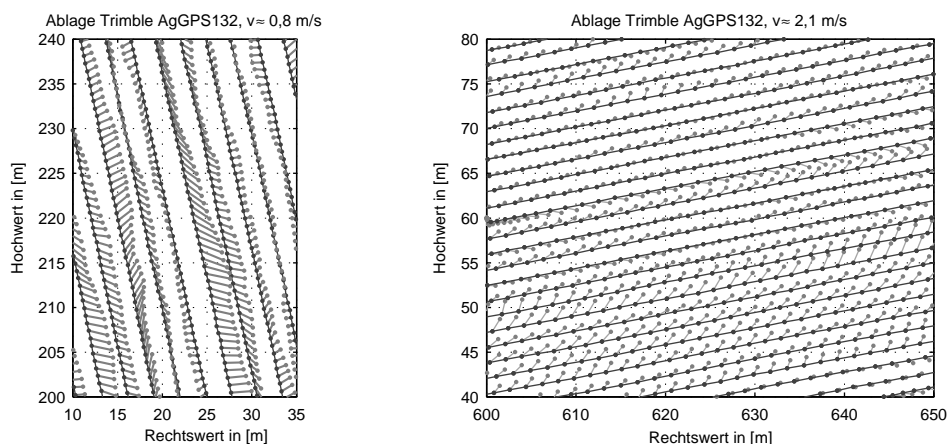 Ablage Trimble AgGPS132, v≈ 0,8 m/s
240
235
230
225
220
215
210
205
200
10 15 20 25 30 35
Hochwert in [m]
Rechtswert in [m]
Ablage Trimble AgGPS132, v≈ 2,1 m/s
80
75
70
65
60
55
50
45
40
600 610 620 630 640 650
Hochwert in [m]
Rechtswert in [m]